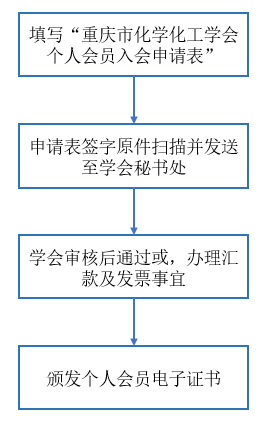 填写“重庆市化学化工学会
个人会员入会申请表”
申请表签字原件扫描并发送
至学会秘书处
学会审核后通过或，办理汇
款及发票事宜
颁发个人会员电子证书